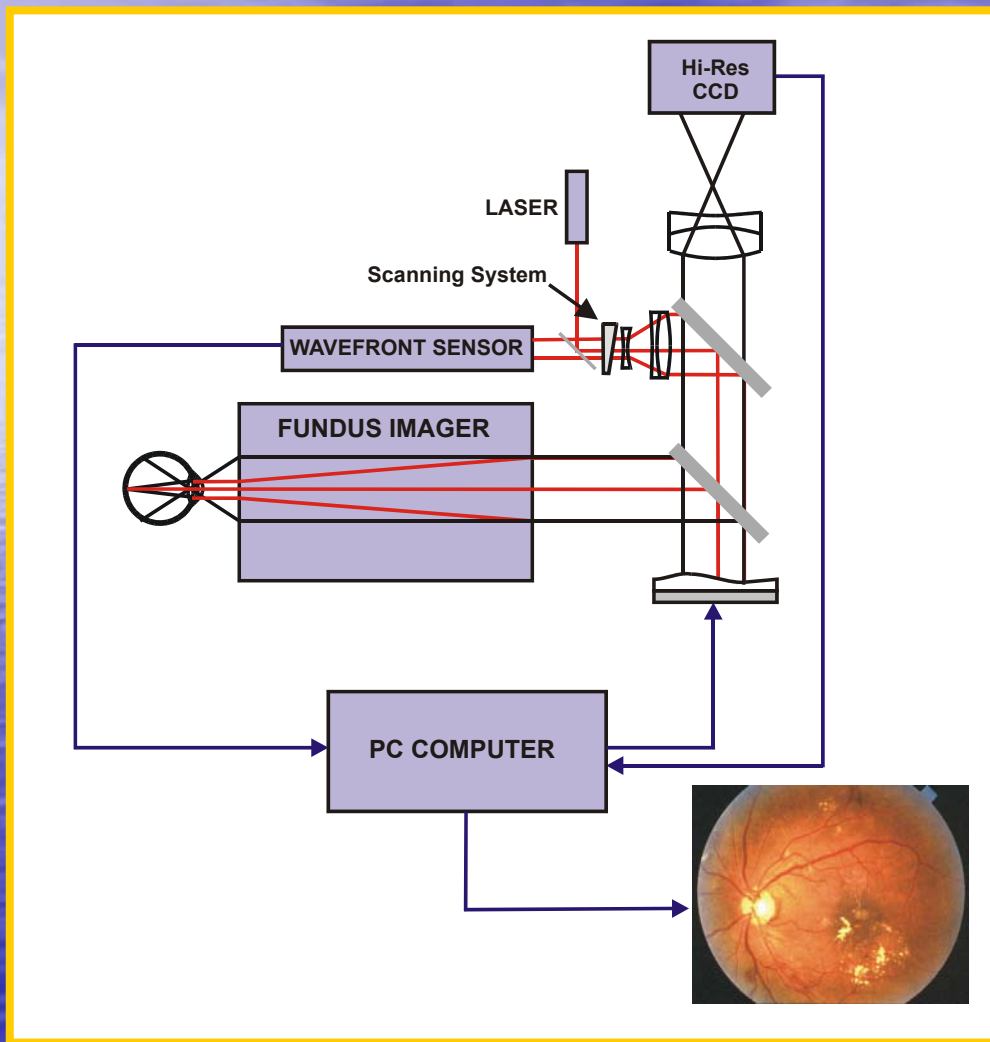 Hi-Res
CCD
LASER
Scanning System
WAVEFRONT SENSOR
FUNDUS IMAGER
PC COMPUTER